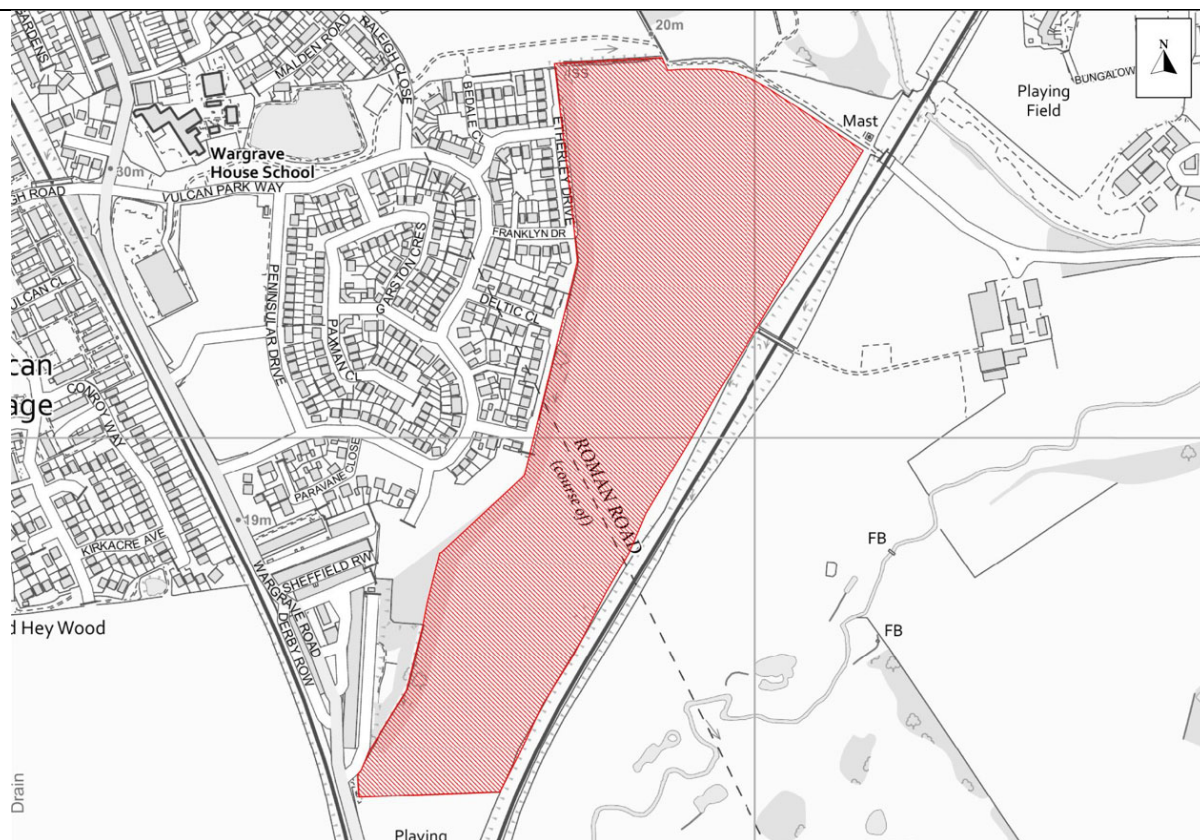 GARDENS
MALDEN ROAD
RALEIGH CLOSE
20m
N
BUNGALOW
Playing
Field
Mast
ISS
BEDALE C
ETHERLEY DRIVE
Wargrave
House School
30m
GH ROAD
VULCAN PARK WAY
FRANKLYN DR
GARSTON CRES
G
DELTIC CL
ULCAN CL
PENINSULAR DRIVE
PAXMAN CL
can
age
CONROY WAY
ROMAN ROAD
(course of)
PARAVANE CLOSE
19m
KIRKACRE AVE
SHEFFIELD RW
WARGRAVE ROAD
DERBY ROW
FB
FB
d Hey Wood
Drain
Playing